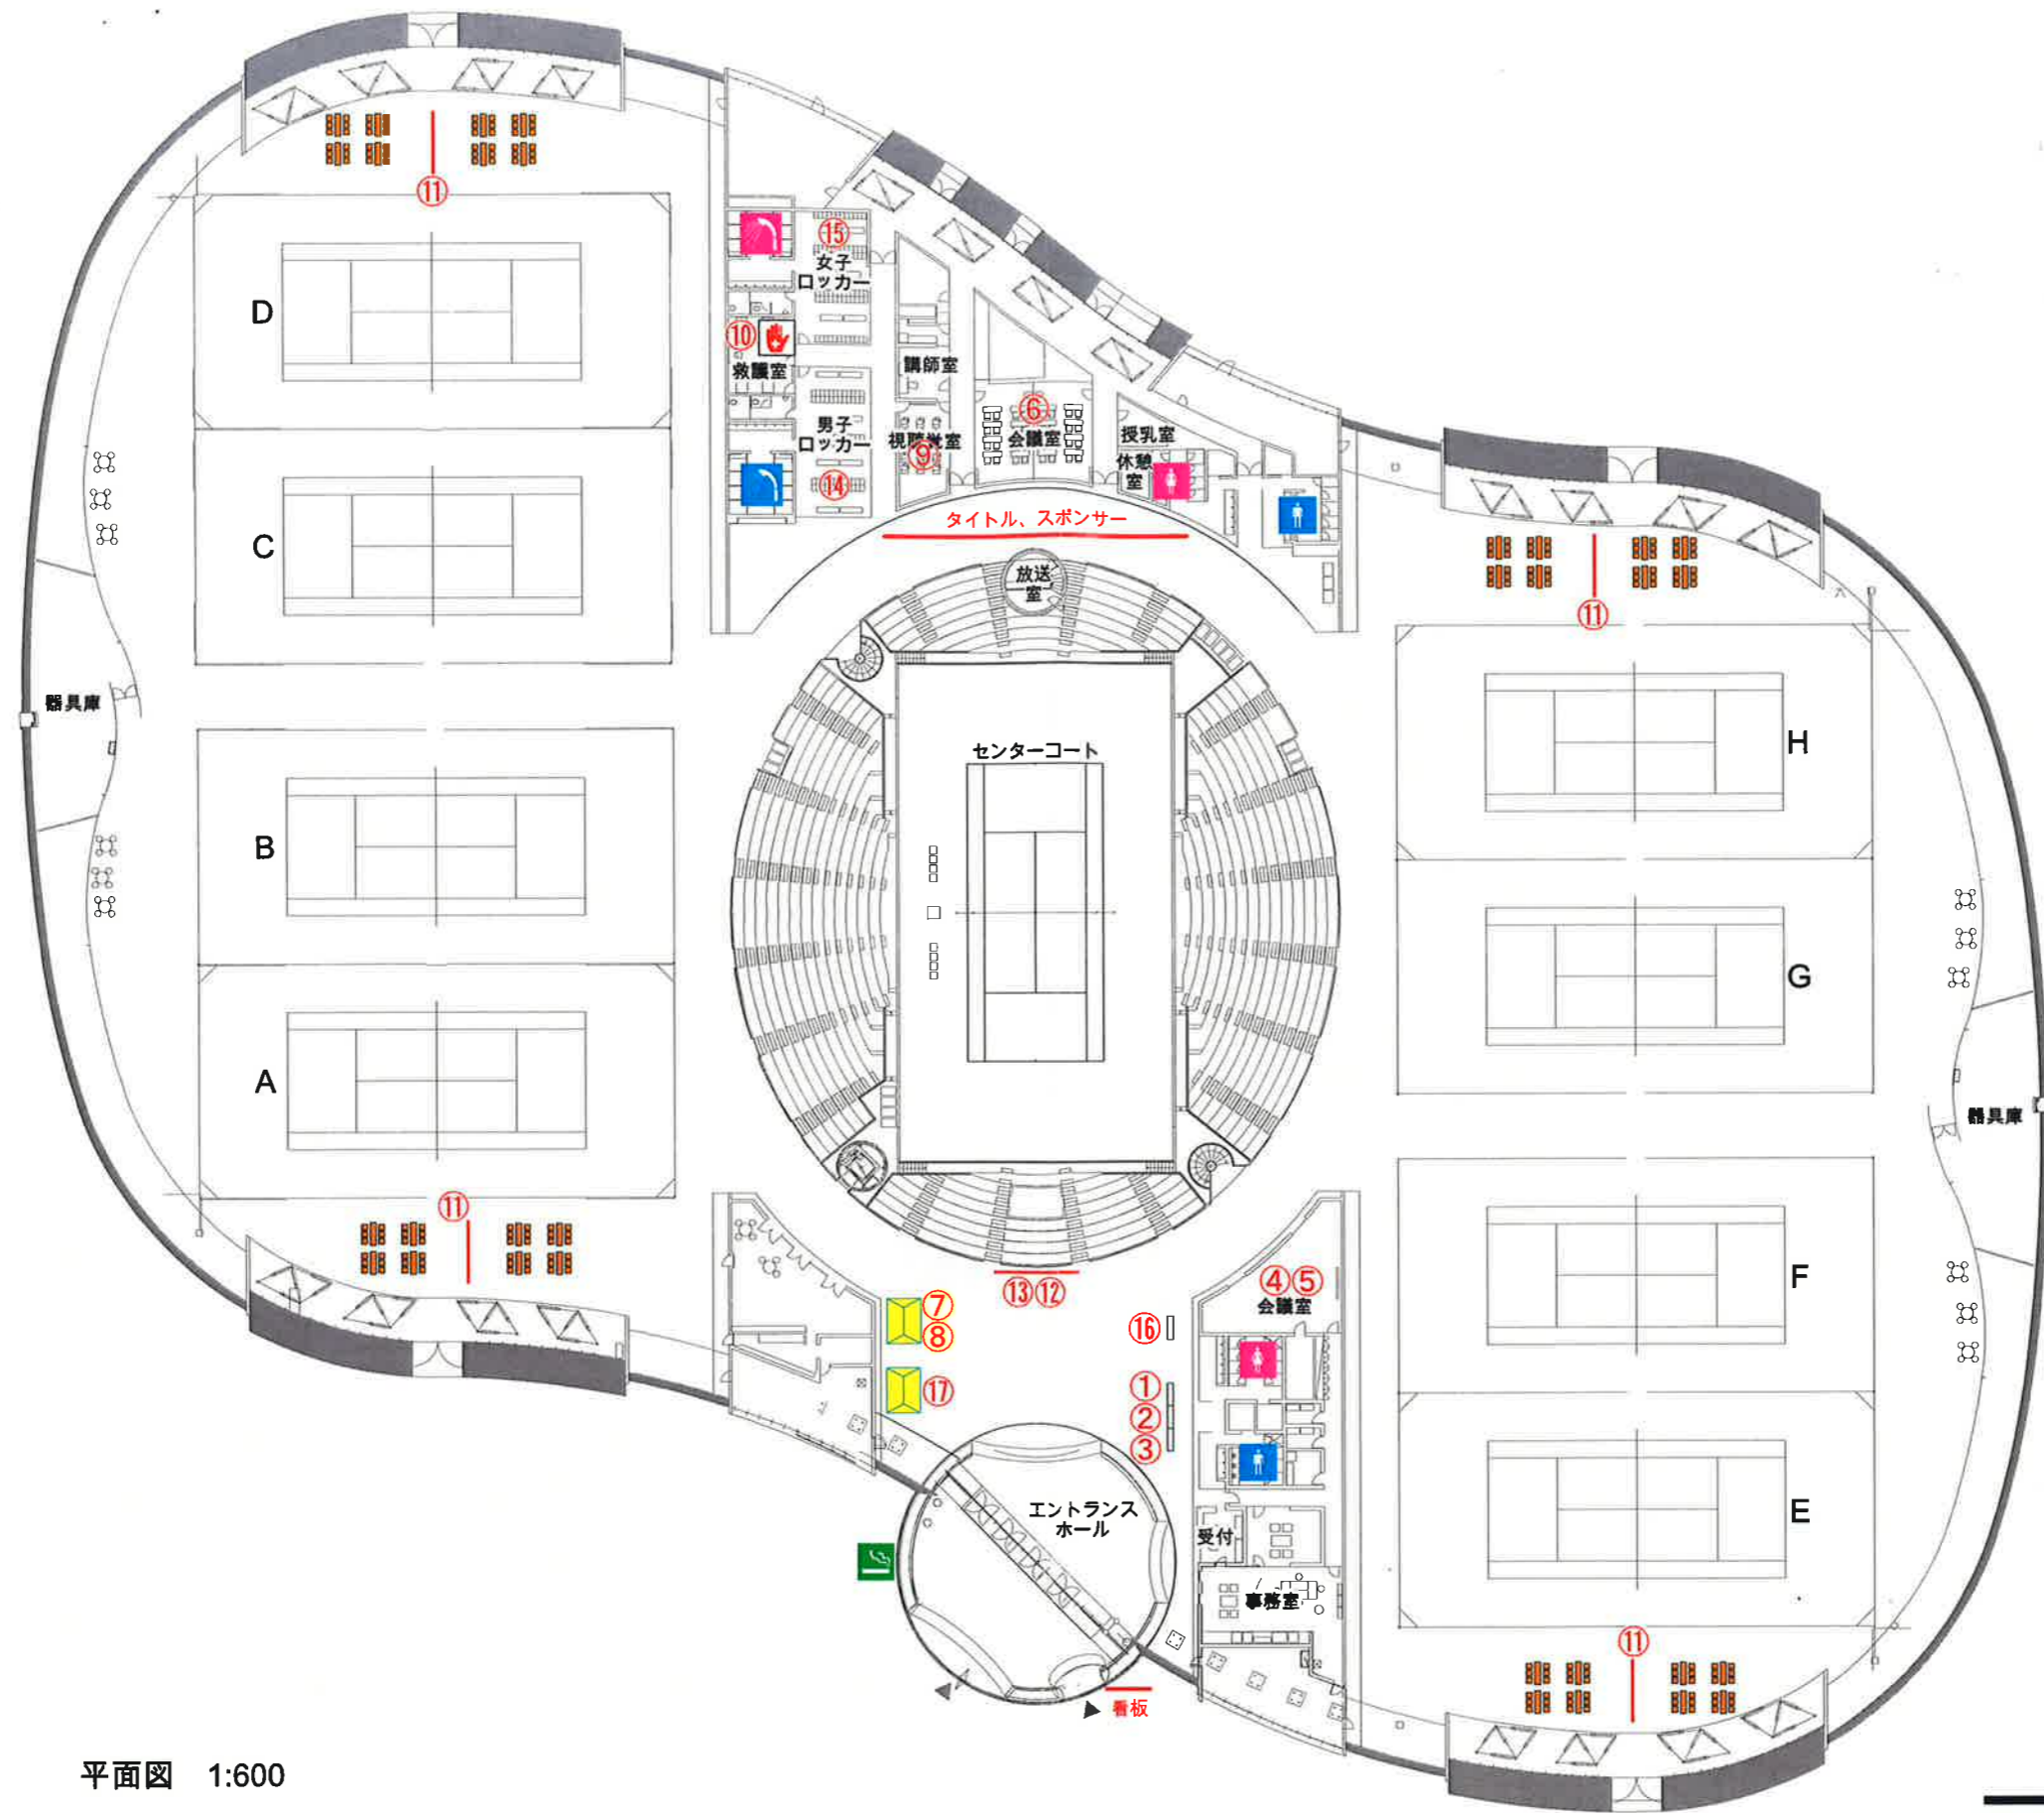 ⑪
⑮
女子
ロッカー
D
⑩
救護室
講師室
⑥
会議室
男子
ロッカー
視聴覚室
⑨
授乳室
休憩
室
⑭
タイトル、スポンサー
C
放送
室
⑪
器具庫
センターコート
H
B
G
A
器具庫
⑪
④⑤
会議室
F
⑬⑫
⑦
⑧
⑯
⑰
①
②
③
エントランス
ホール
受付
E
事務室
⑪
看板
平面図 1:600